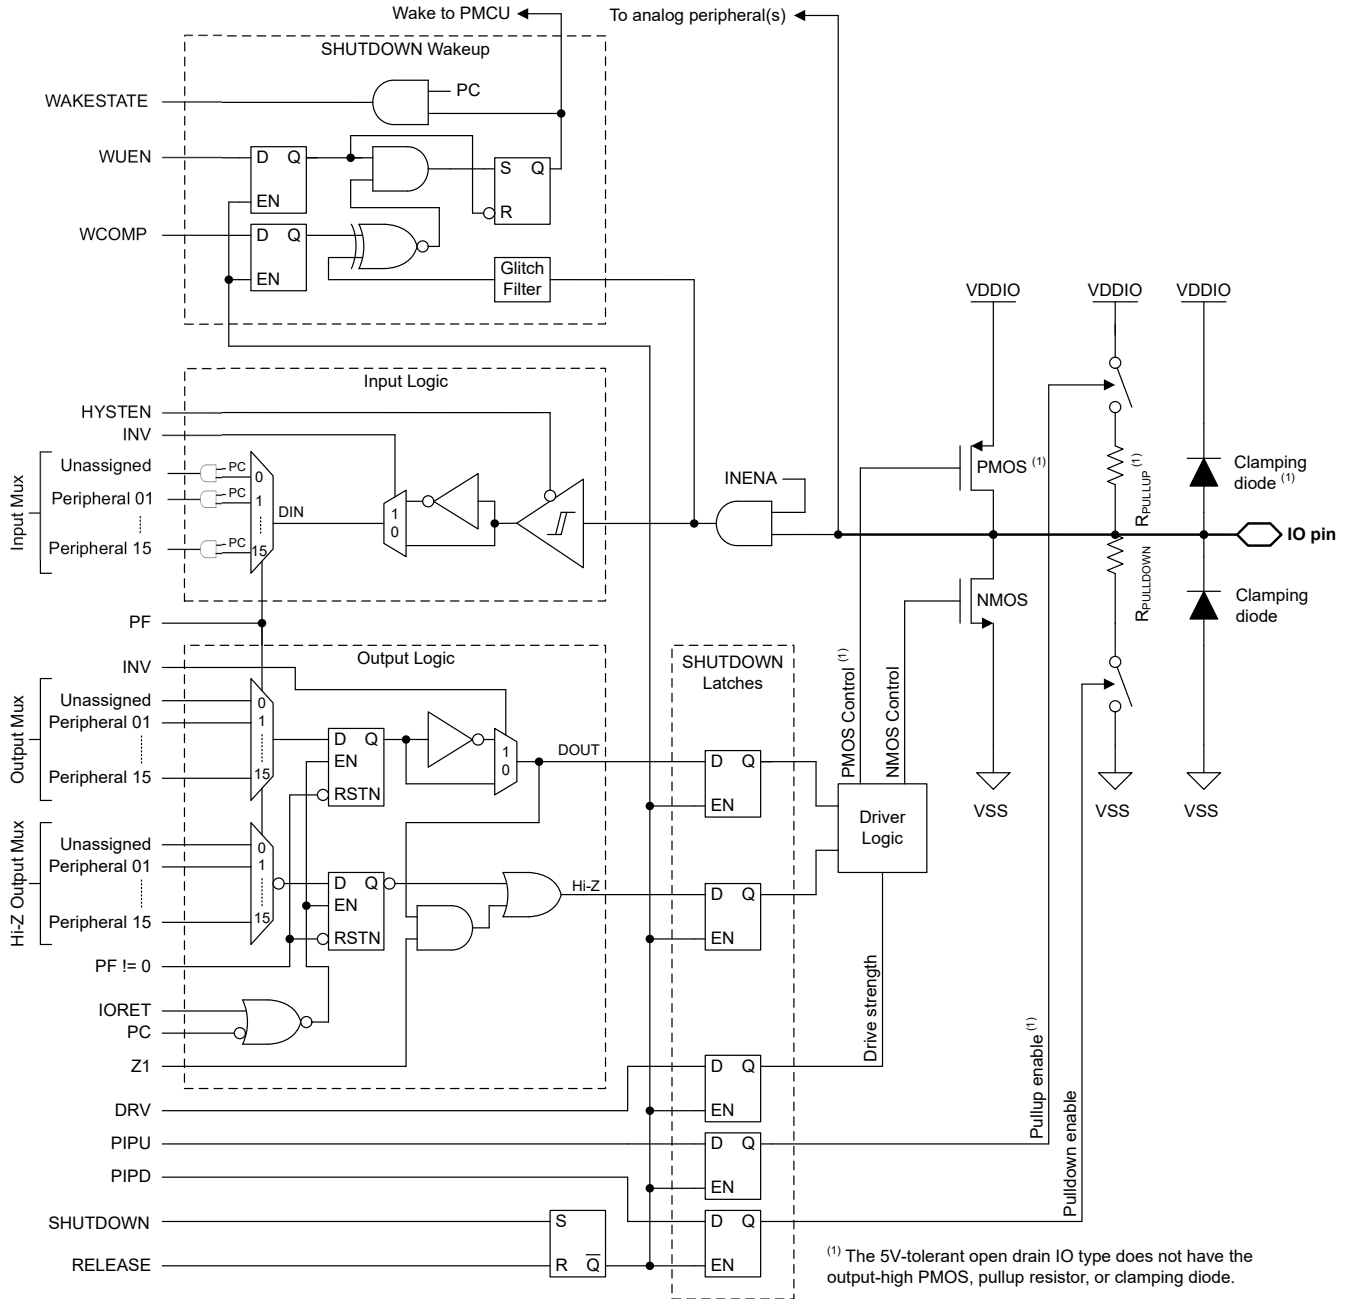 Wake to PMCU
To analog peripheral(s)
SHUTDOWN Wakeup
WAKESTATE
PC
WUEN
D Q
EN
S Q
R
WCOMP
D Q
EN
Glitch
Filter
VDDIO
VDDIO
VDDIO
Input Logic
HYSTEN
INV
Input Mux
Unassigned
PC
0
Peripheral 01
PC
1
Peripheral 15
PC
15
DIN
1
0
INENA
PMOS (1)
RPULLUP (1)
Clamping
diode (1)
IO pin
RPULLDOWN
NMOS
Clamping
diode
PF
Output Logic
INV
Output Mux
Unassigned
0
Peripheral 01
1
Peripheral 15
15
D Q
EN
RSTN
1
0
DOUT
SHUTDOWN
Latches
D Q
EN
PMOS Control (1)
NMOS Control
Driver
Logic
VSS
VSS
VSS
Hi-Z Output Mux
Unassigned
0
Peripheral 01
1
Peripheral 15
15
D Q
EN
RSTN
Hi-Z
D Q
EN
PF != 0
IORET
PC
Z1
Drive strength
D Q
EN
DRV
PIPU
D Q
EN
Pullup enable (1)
PIPD
Pulldown enable
SHUTDOWN
S
D Q
RELEASE
R Q
EN
(1) The 5V-tolerant open drain IO type does not have the
output-high PMOS, pullup resistor, or clamping diode.